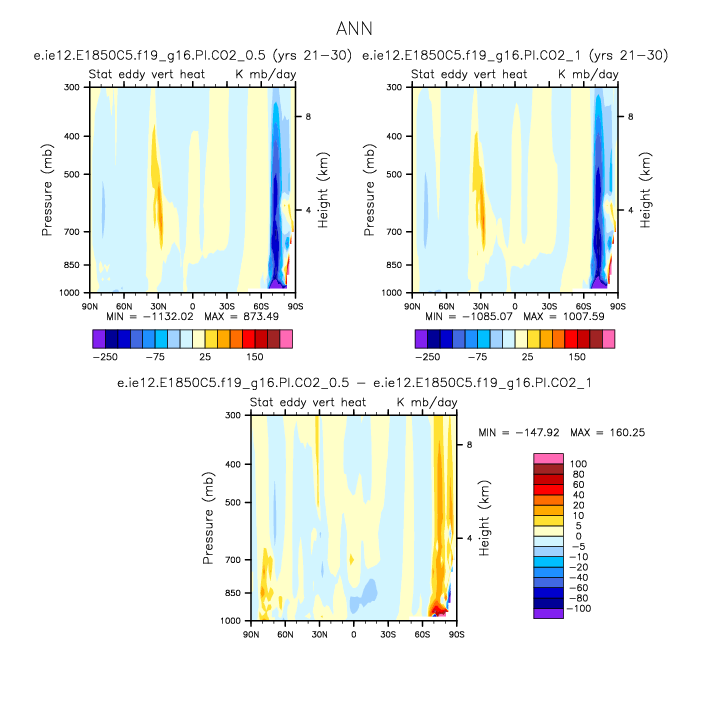 ANN
e.ie12.E1850C5.f19_g16.PI.CO2_0.5 (yrs 21-30) e.ie12.E1850C5.f19_g16.PI.CO2_1 (yrs 21-30)
Stat eddy vert heat K mb/day Stat eddy vert heat K mb/day
300 300
8 8
400 400
500 500
Pressure (mb) Height (km) Pressure (mb) Height (km)
4 4
700 700
850 850
1000 1000
90N 60N 30N 0 30S 60S 90S 90N 60N 30N 0 30S 60S 90S
MIN = -1132.02 MAX = 873.49 MIN = -1085.07 MAX = 1007.59
-250 -75 25 150 -250 -75 25 150
e.ie12.E1850C5.f19_g16.PI.CO2_0.5 - e.ie12.E1850C5.f19_g16.PI.CO2_1
Stat eddy vert heat K mb/day
300
MIN = -147.92 MAX = 160.25
8
400
100
80
60
Pressure (mb) Height (km)
40
500
20
10
5
0
4
-5
700
-10
-20
-40
-60
850
-80
-100
1000
90N 60N 30N 0 30S 60S 90S